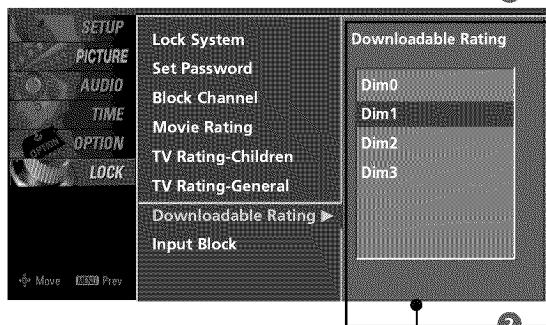 SETUP
PICTURE
AUDIO
TIME
OPTION
LOCK
Move MENU Prev
Lock System
Set Password
Block Channel
Movie Rating
TV Rating-Children
TV Rating-General
Downloadable Rating ▶
Input Block
Downloadable Rating
Dim0
Dim1
Dim2
Dim3
2